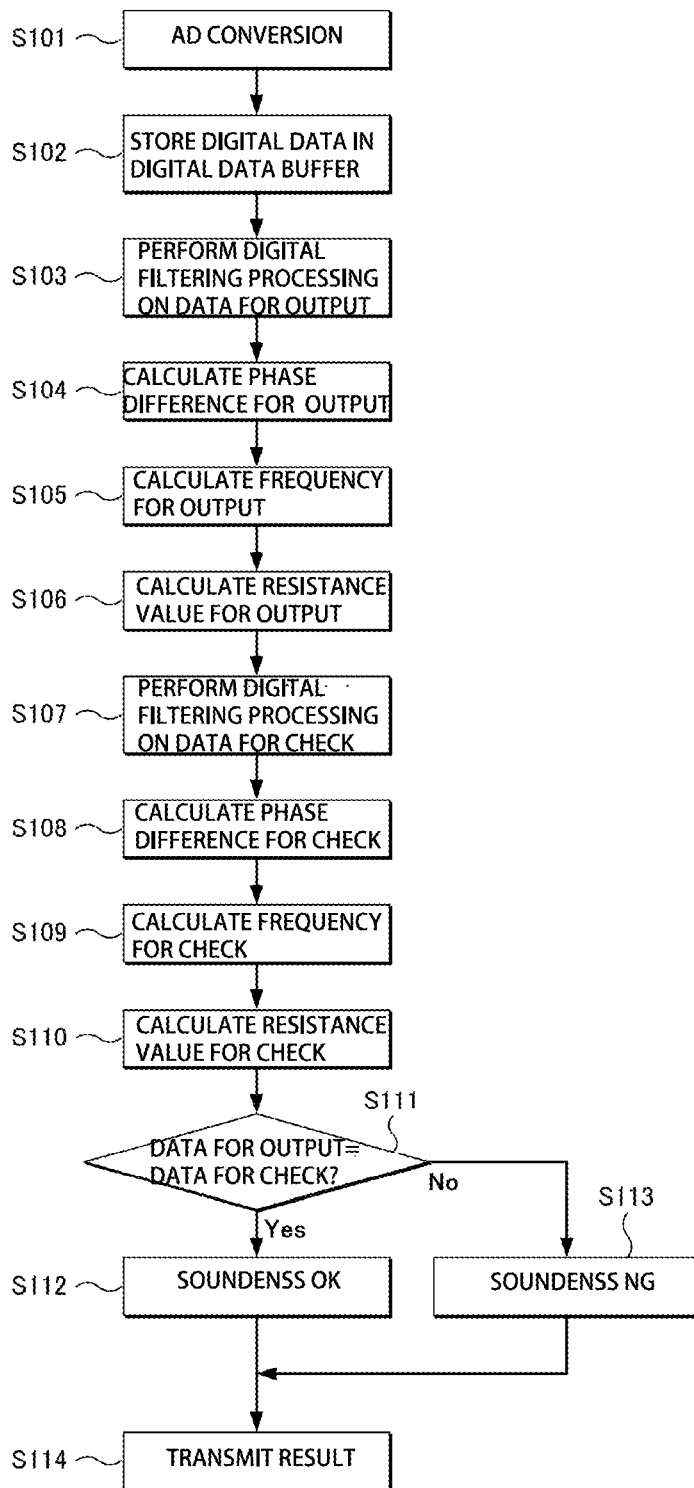 S101
AD CONVERSION
S102
STORE DIGITAL DATA IN
DIGITAL DATA BUFFER
S103
PERFORM DIGITAL
FILTERING PROCESSING
ON DATA FOR OUTPUT
S104
CALCULATE PHASE
DIFFERENCE FOR OUTPUT
S105
CALCULATE FREQUENCY
FOR OUTPUT
S106
CALCULATE RESISTANCE
VALUE FOR OUTPUT
S107
PERFORM DIGITAL
FILTERING PROCESSING
ON DATA FOR CHECK
S108
CALCULATE PHASE
DIFFERENCE FOR CHECK
S109
CALCULATE FREQUENCY
FOR CHECK
S110
CALCULATE RESISTANCE
VALUE FOR CHECK
S111
DATA FOR OUTPUT=
DATA FOR CHECK?
No
Yes
S113
S112
SOUNDENSS OK
SOUNDENSS NG
S114
TRANSMIT RESULT